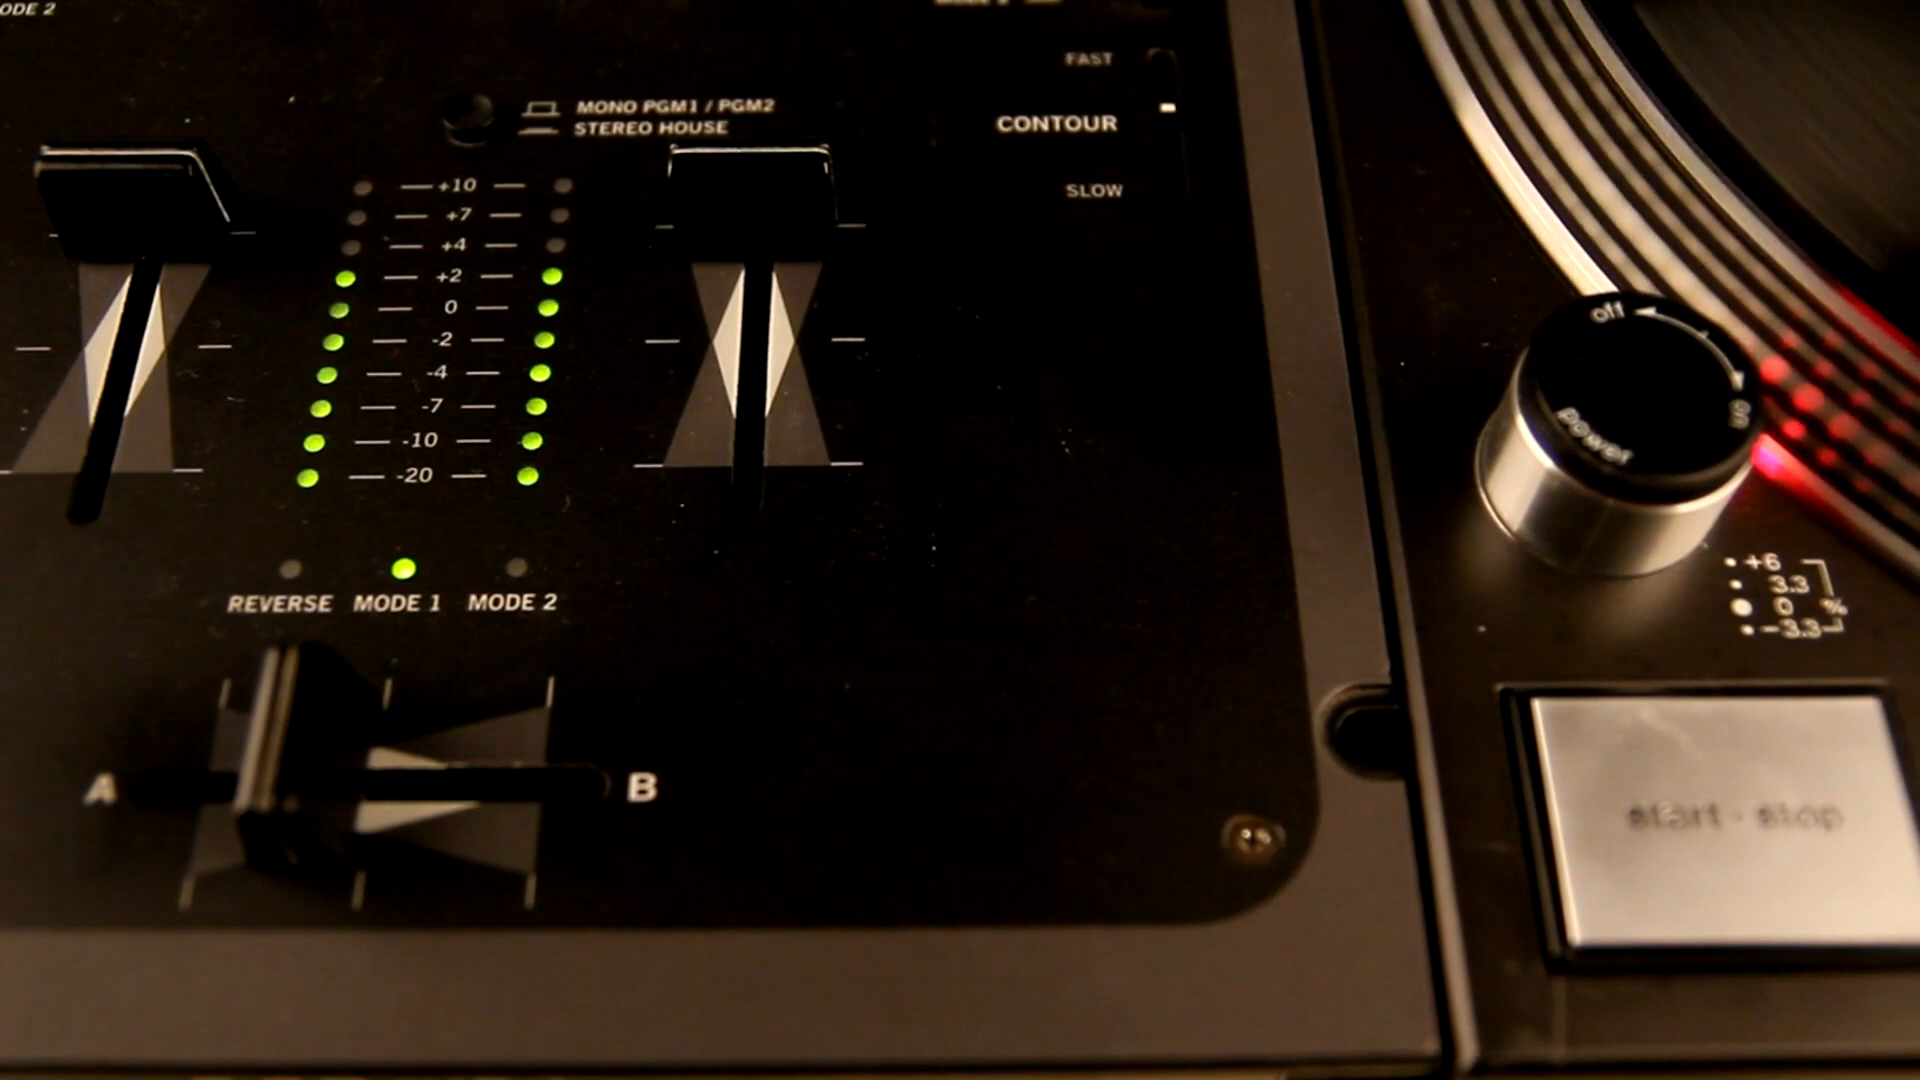 ODE 2
FAST
MONO PGM1 / PGM2
STEREO HOUSE
CONTOUR
SLOW
+10
+7
+4
+2
0
-2
-4
-7
-10
-20
off
on
power
REVERSE MODE 1 MODE 2
+6
3.3
0 %
-3.3
A B
start · stop